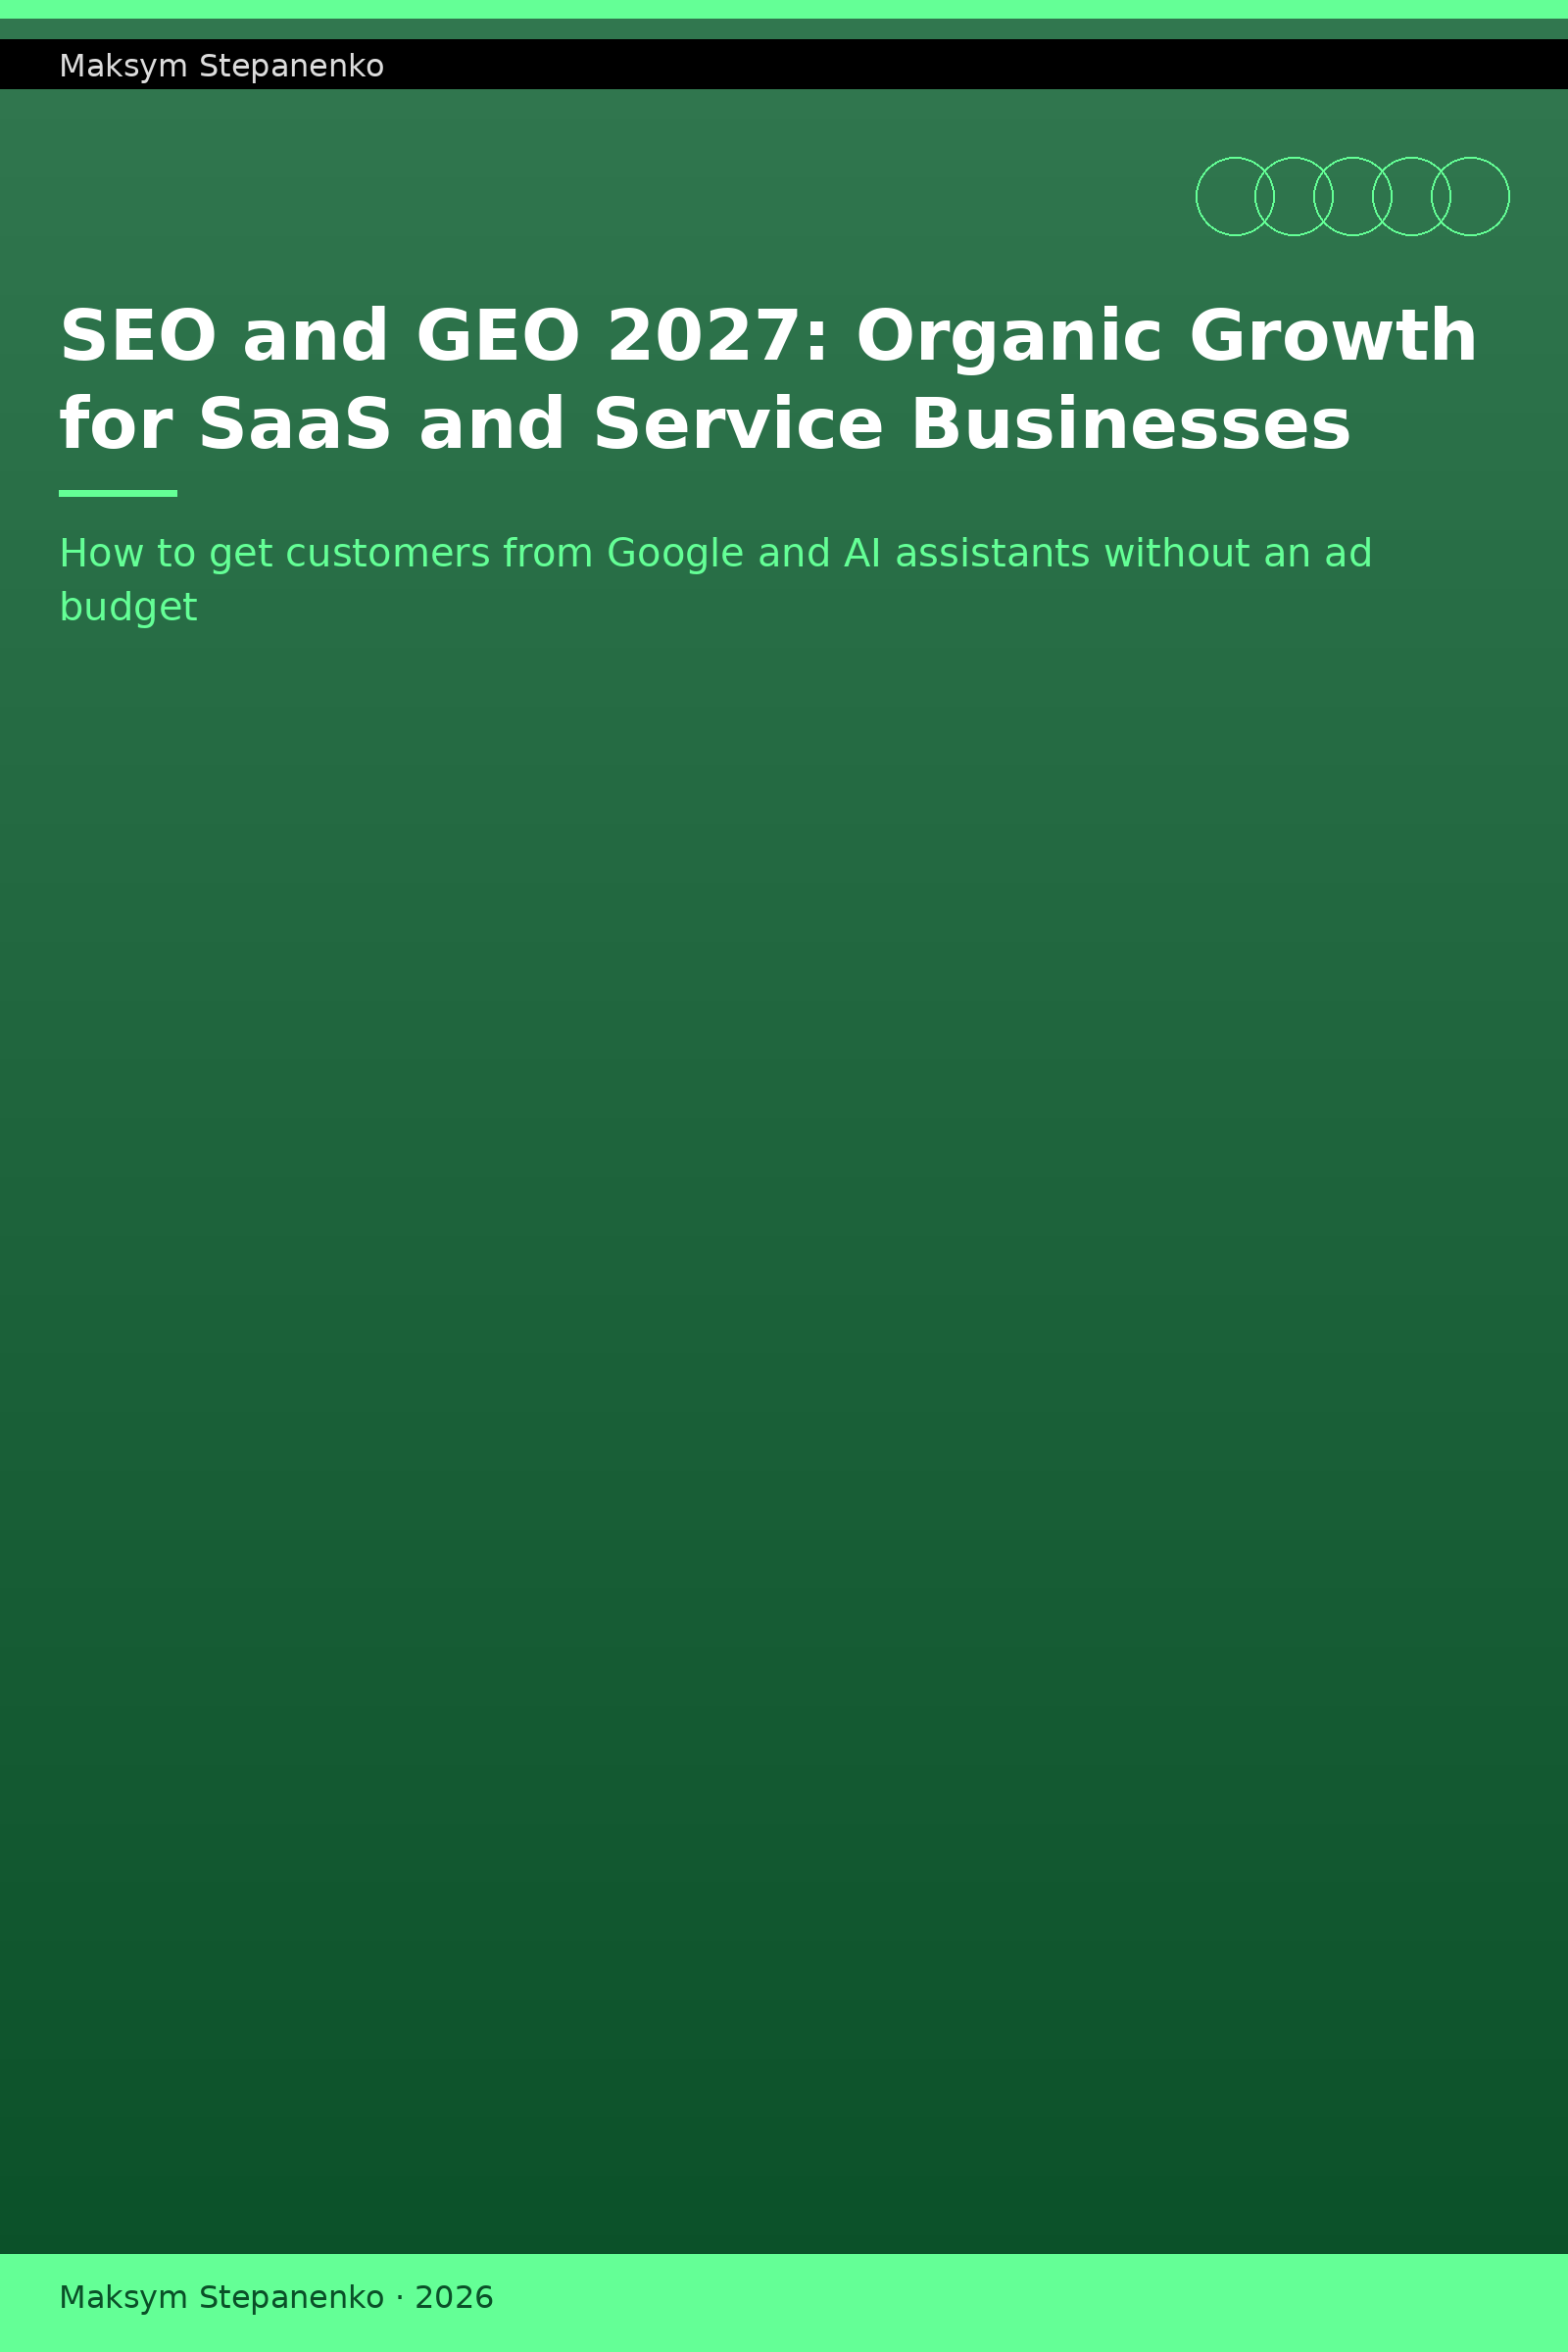 Maksym Stepanenko
SEO and GEO 2027: Organic Growth
for SaaS and Service Businesses
How to get customers from Google and AI assistants without an ad
budget
Maksym Stepanenko · 2026